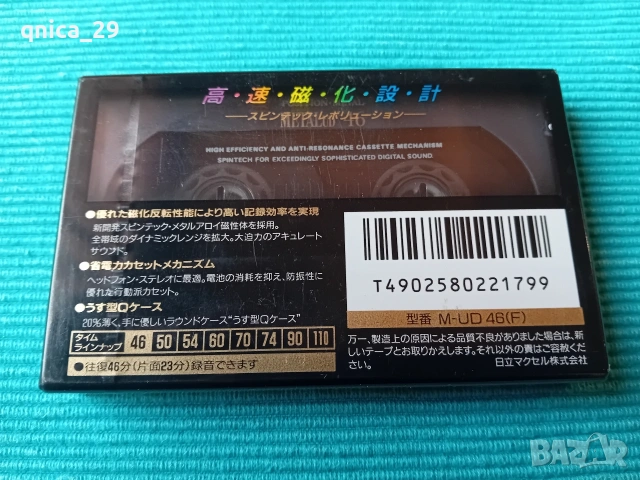 qnica_29
高・速・磁・化・設・計
スピンテック・レボリューション
METALUD
HIGH EFFICIENCY AND ANTI-RESONANCE CASSETTE MECHANISM
SPINTECH FOR EXCEEDINGLY SOPHISTICATED DIGITAL SOUND.
●優れた磁化反転性能により高い記録効率を実現
新開発スピンテック・メタルアロイ磁性体を採用。
全帯域のダイナミックレンジを拡大。大迫力のアキュレート
サウンド。
●省電力カセットメカニズム
ヘッドフォン・ステレオに最適。電池の消耗を抑え、防振性に
優れた行動派カセット。
●うす型Qケース
20%薄く、手に優しいラウンドケース“うす型Qケース”
タイム
ラインナップ
46 50 54 60 70 74 90 110
●往復46分(片面23分)録音できます
T4902580221799
型番 M-UD 46(F)
万一、製造上の原因による品質不良がありました場合は、新
しいテープとお取りかえします。それ以外の責はご容赦くだ
さい。
日立マクセル株式会社
BAZAR